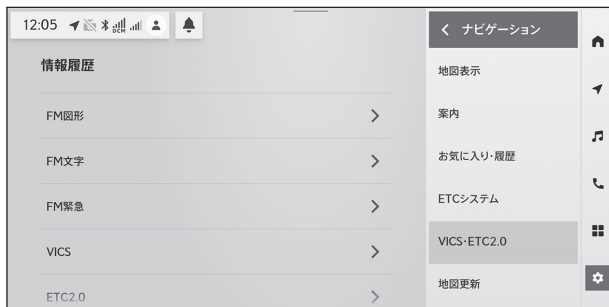 12:05
DCM
情報履歴
FM図形
FM文字
FM緊急
VICS
ETC2.0
ナビゲーション
地図表示
案内
お気に入り･履歴
ETCシステム
VICS･ETC2.0
地図更新